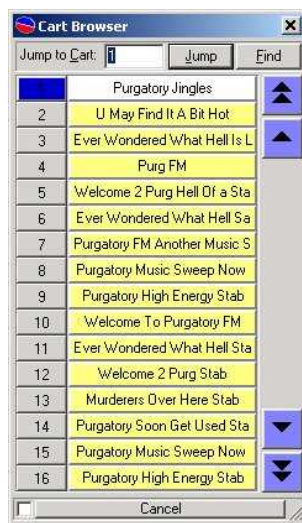 Cart Browser
Jump to Cart: 1 Jump Find
Purgatory Jingles
2 U May Find It A Bit Hot
3 Ever Wondered What Hell Is L
4 Purg FM
5 Welcome 2 Purg Hell Of a Sta
6 Ever Wondered What Hell Sa
7 Purgatory FM Another Music S
8 Purgatory Music Sweep Now
9 Purgatory High Energy Stab
10 Welcome To Purgatory FM
11 Ever Wondered What Hell Sta
12 Welcome 2 Purg Stab
13 Murderers Over Here Stab
14 Purgatory Soon Get Used Sta
15 Purgatory Music Sweep Now
16 Purgatory High Energy Stab
Cancel